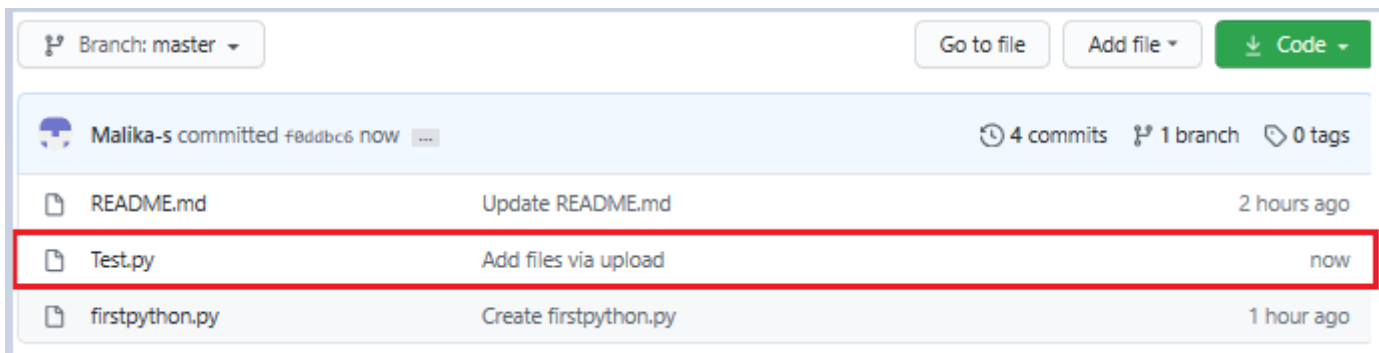 Branch: master Go to file Add file Code
Malika-s committed f0ddbc6 now ... 4 commits 1 branch 0 tags
README.md Update README.md 2 hours ago
Test.py Add files via upload now
firstpython.py Create firstpython.py 1 hour ago